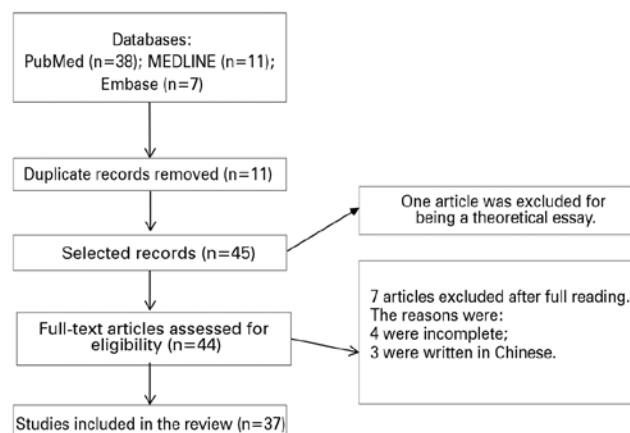 Databases:
PubMed (n=38); MEDLINE (n=11);
Embase (n=7)
Duplicate records removed (n=11)
One article was excluded for
being a theoretical essay.
Selected records (n=45)
7 articles excluded after full reading.
The reasons were:
4 were incomplete;
3 were written in Chinese.
Full-text articles assessed for
eligibility (n=44)
Studies included in the review (n=37)